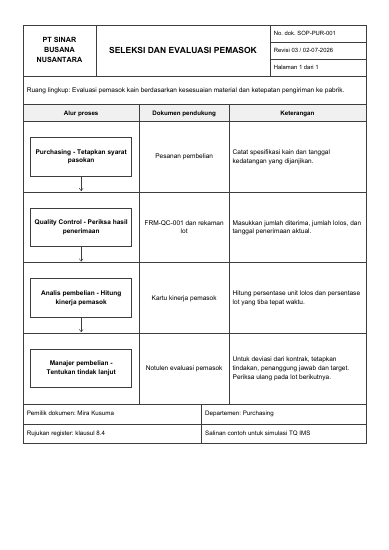 PT SINAR
BUSANA
NUSANTARA
SELEKSI DAN EVALUASI PEMASOK
No. dok. SOP-PUR-001
Revisi 03 / 02-07-2026
Halaman 1 dari 1
Ruang lingkup: Evaluasi pemasok kain berdasarkan kesesuaian material dan ketepatan pengiriman ke pabrik.
Alur proses
Dokumen pendukung
Keterangan
Purchasing - Tetapkan syarat
pasokan
Pesanan pembelian
Catat spesifikasi kain dan tanggal
kedatangan yang dijanjikan.
Quality Control - Periksa hasil
penerimaan
FRM-QC-001 dan rekaman
lot
Masukkan jumlah diterima, jumlah lolos, dan
tanggal penerimaan aktual.
Analis pembelian - Hitung
kinerja pemasok
Kartu kinerja pemasok
Hitung persentase unit lolos dan persentase
lot yang tiba tepat waktu.
Manajer pembelian -
Tentukan tindak lanjut
Notulen evaluasi pemasok
Untuk deviasi dari kontrak, tetapkan
tindakan, penanggung jawab dan target.
Periksa ulang pada lot berikutnya.
Pemilik dokumen: Mira Kusuma
Departemen: Purchasing
Rujukan register: klausul 8.4
Salinan contoh untuk simulasi TQ IMS